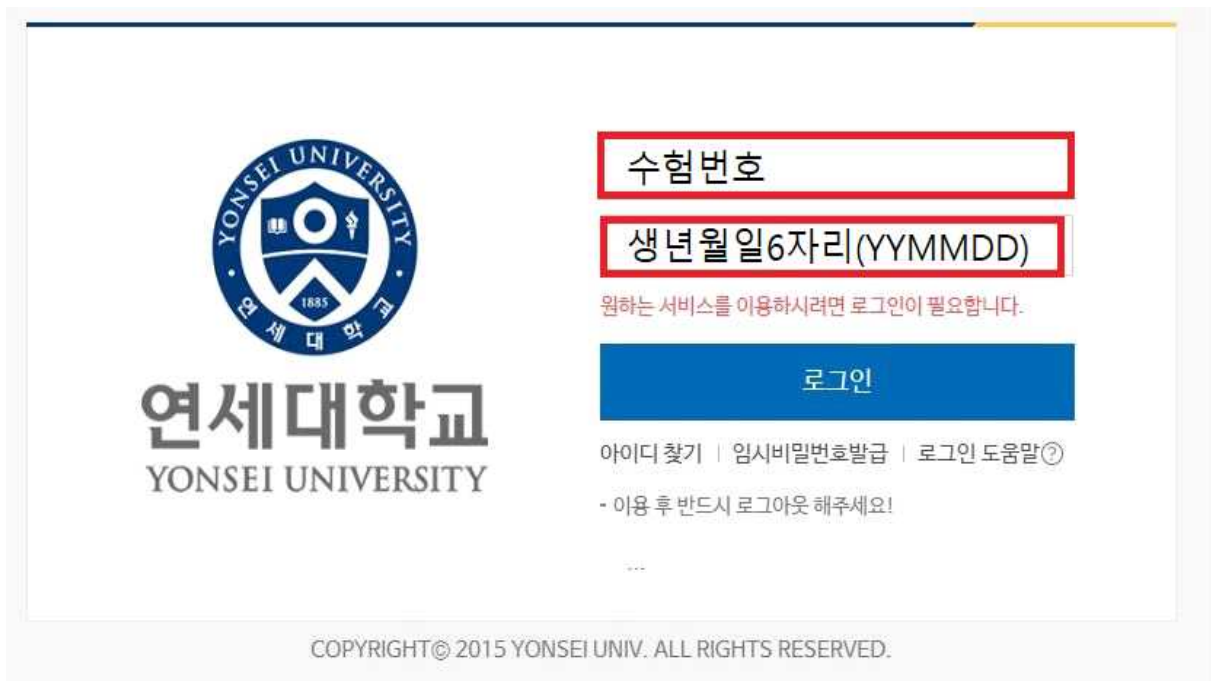 YONSEI UNIVERSITY
1885
연세대학교
연세대학교
YONSEI UNIVERSITY
수험번호
생년월일6자리(YYMMDD)
원하는 서비스를 이용하시려면 로그인이 필요합니다.
로그인
아이디 찾기 | 임시비밀번호발급 | 로그인 도움말?
- 이용 후 반드시 로그아웃 해주세요!
...
COPYRIGHT© 2015 YONSEI UNIV. ALL RIGHTS RESERVED.